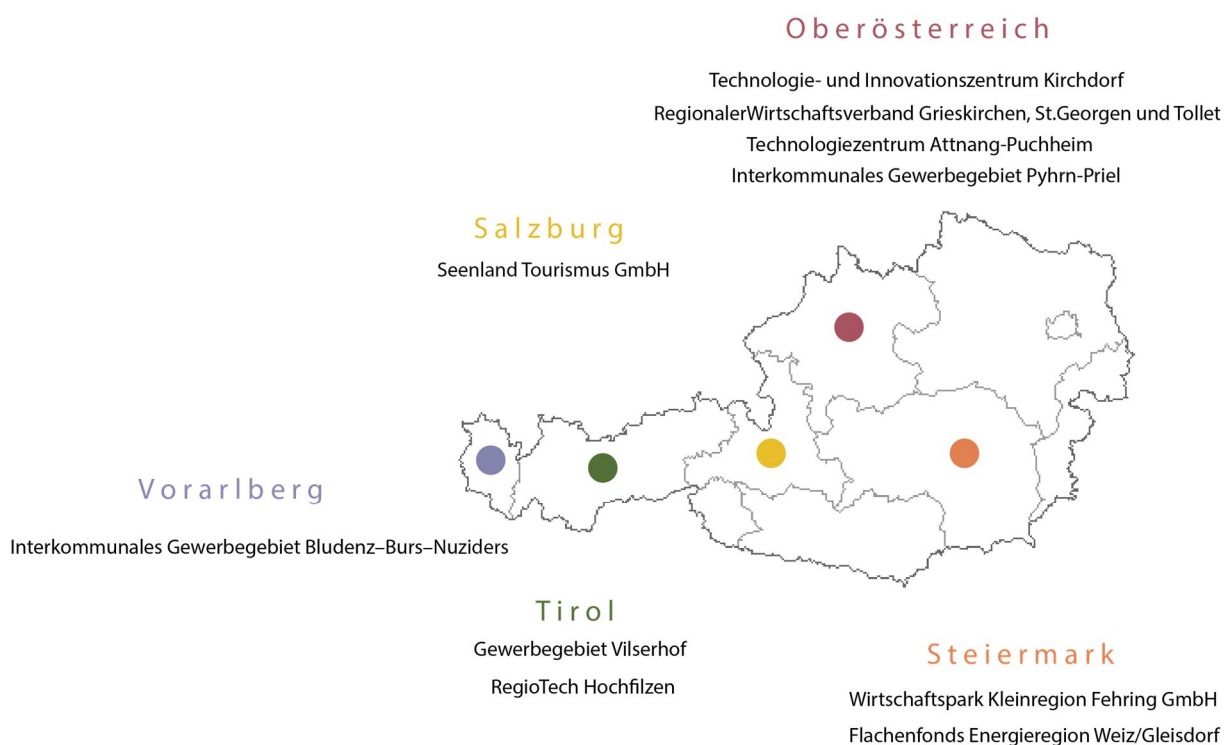 Oberösterreich
Technologie- und Innovationszentrum Kirchdorf
RegionalerWirtschaftsverband Grieskirchen, St.Georgen und Tollet
Technologiezentrum Attnang-Puchheim
Interkommunales Gewerbegebiet Pyhrn-Priel
Salzburg
Seenland Tourismus GmbH
Vorarlberg
Interkommunales Gewerbegebiet Bludenz–Burs–Nuziders
Tirol
Gewerbegebiet Vilserhof
RegioTech Hochfilzen
Steiermark
Wirtschaftspark Kleinregion Fehring GmbH
Flachenfonds Energieregion Weiz/Gleisdorf